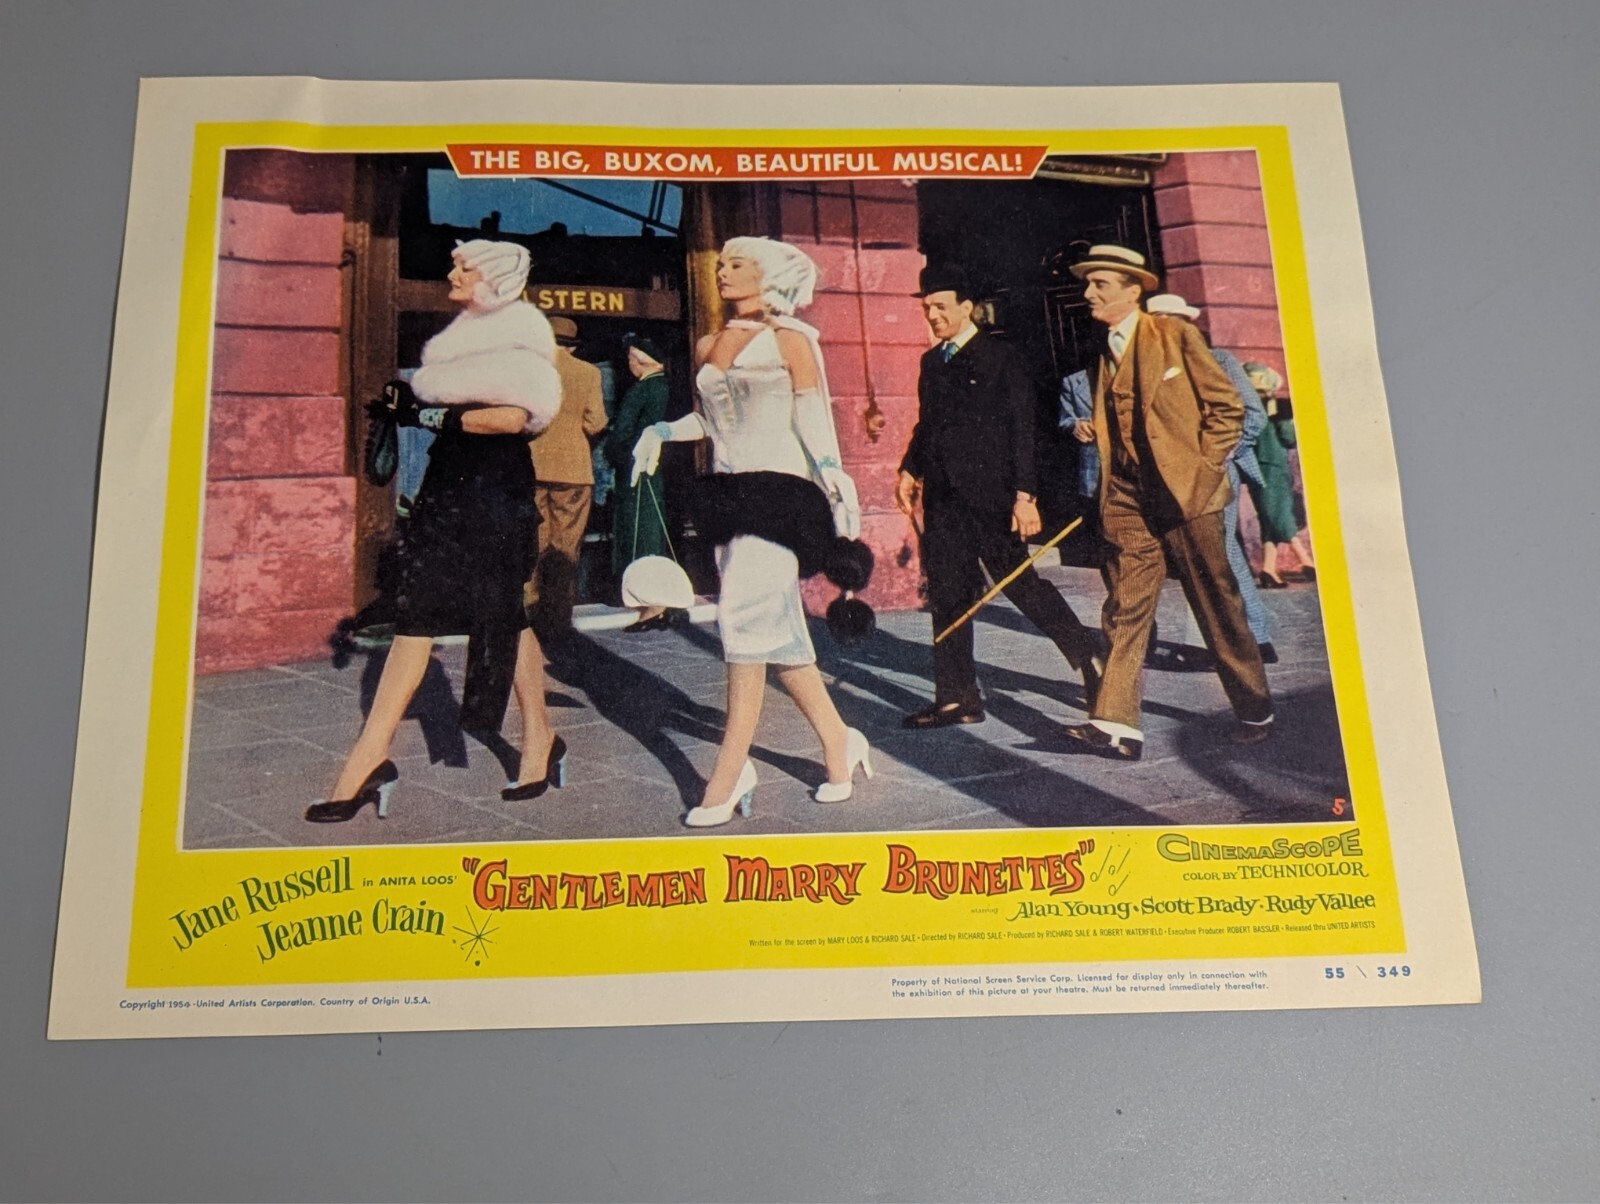 THE BIG, BUXOM, BEAUTIFUL MUSICAL!
STERN
5
Jane Russell
Jeanne Crain
in ANITA LOOS'
"GENTLEMEN MARRY BRUNETTES"
CINEMASCOPE
COLOR BY TECHNICOLOR
starring Alan Young • Scott Brady • Rudy Vallee
Written for the screen by MARY LOOS & RICHARD SALE • Directed by RICHARD SALE • Produced by RICHARD SALE & ROBERT WATERFIELD • Executive Producer ROBERT BASSLER • Released thru UNITED ARTISTS
Copyright 1954 - United Artists Corporation. Country of Origin U.S.A.
Property of National Screen Service Corp. Licensed for display only in connection with
the exhibition of this picture at your theatre. Must be returned immediately thereafter.
55 \ 349